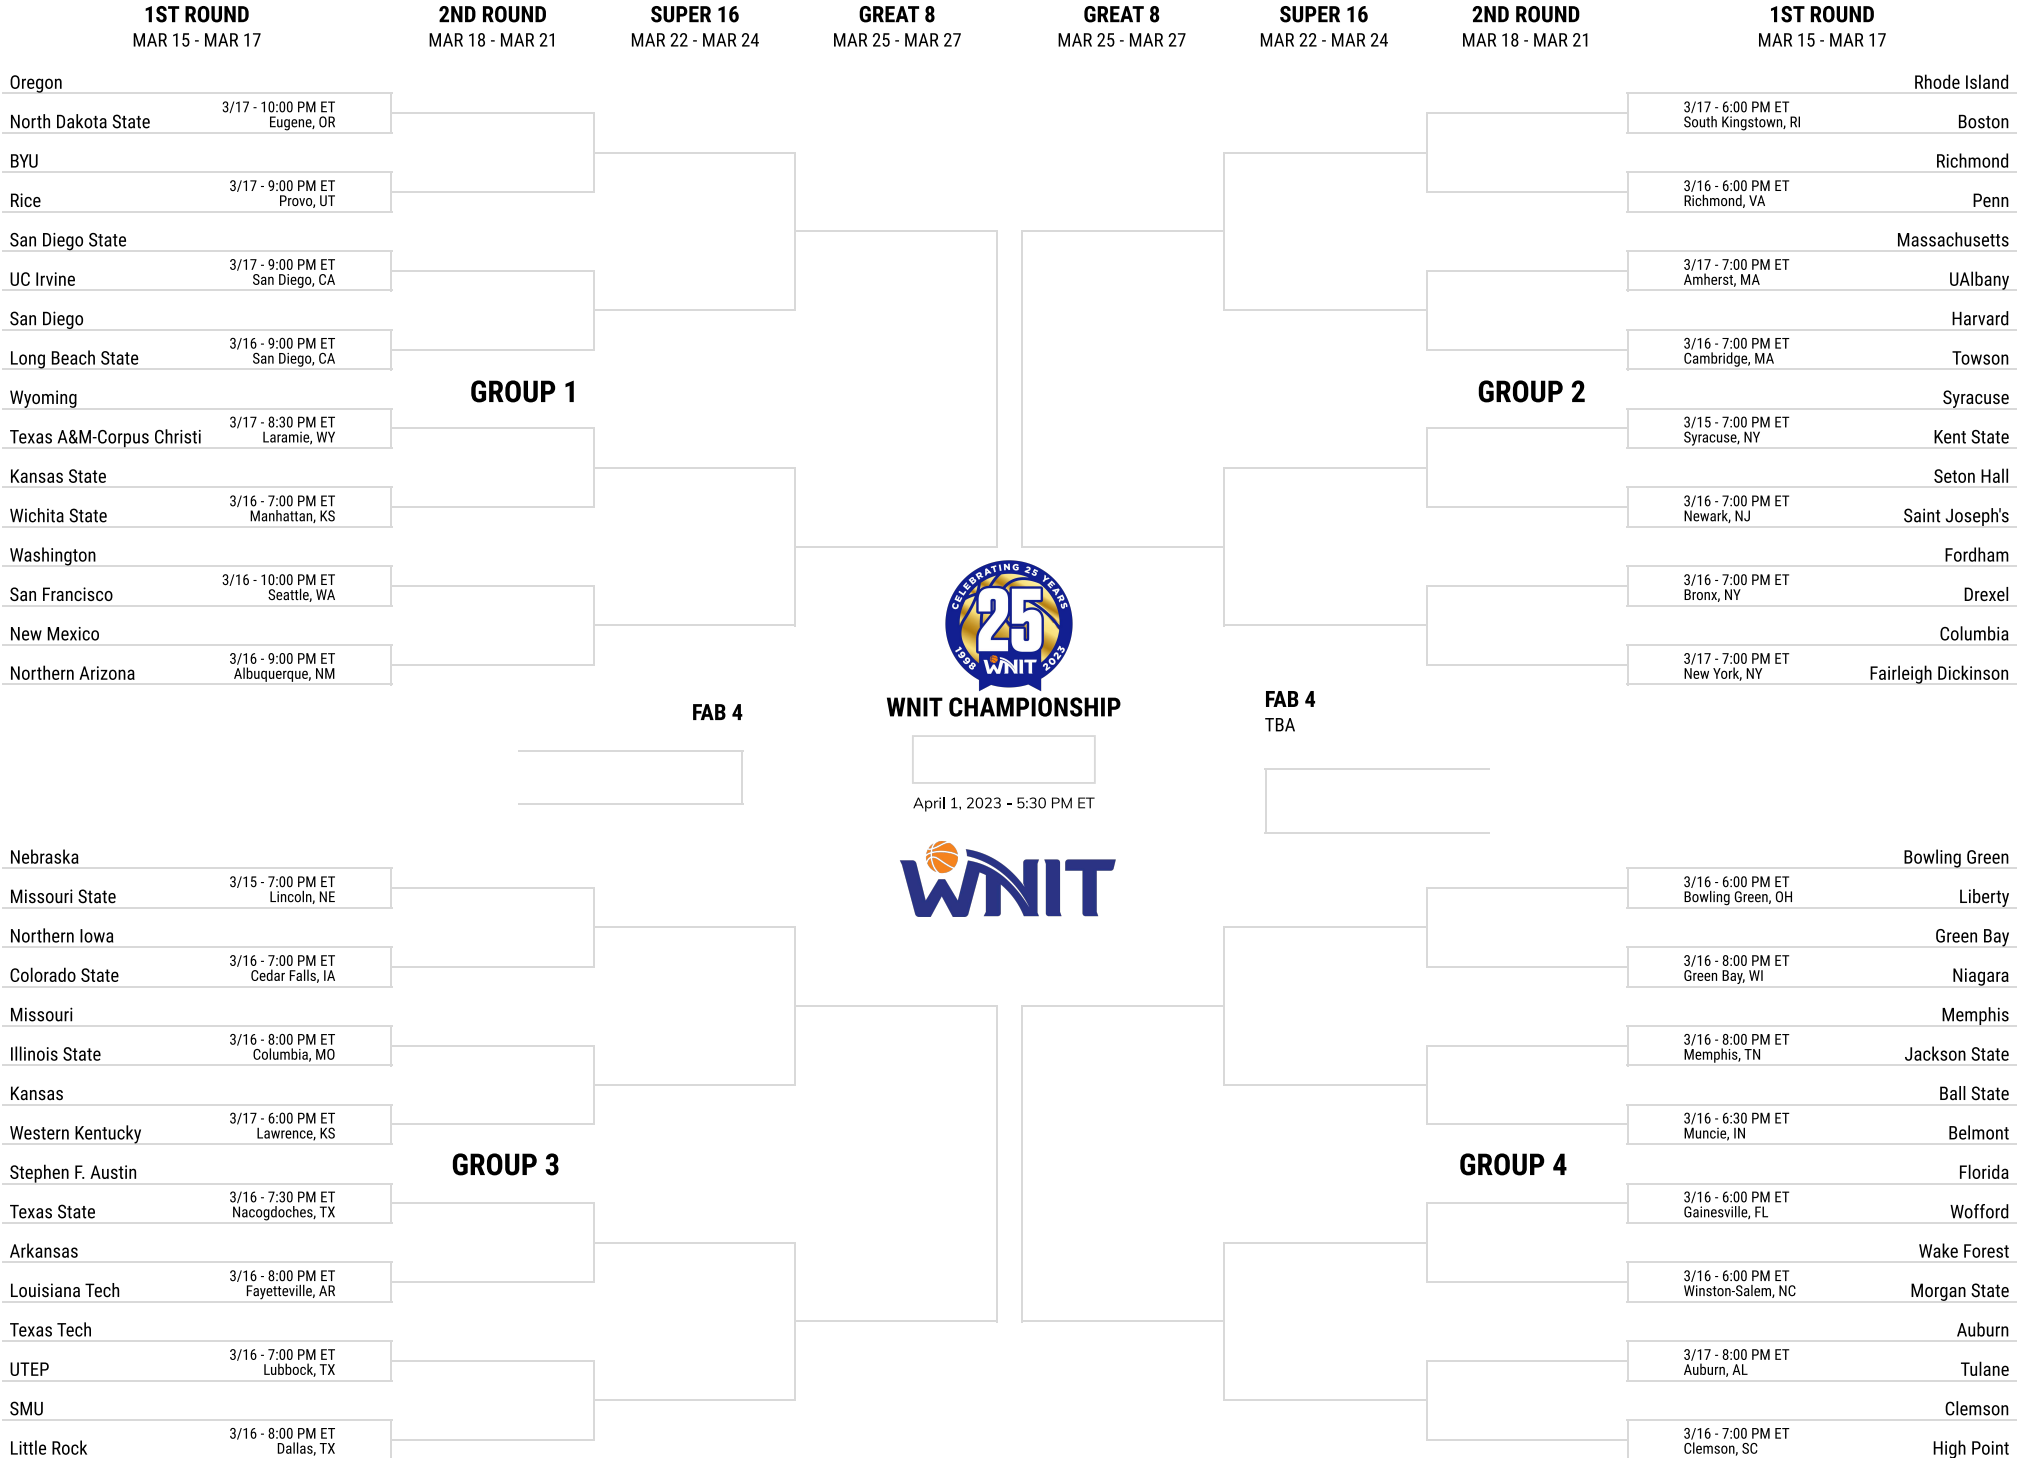 1ST ROUND
MAR 15 - MAR 17
2ND ROUND
MAR 18 - MAR 21
SUPER 16
MAR 22 - MAR 24
GREAT 8
MAR 25 - MAR 27
GREAT 8
MAR 25 - MAR 27
SUPER 16
MAR 22 - MAR 24
2ND ROUND
MAR 18 - MAR 21
1ST ROUND
MAR 15 - MAR 17
Oregon
3/17 - 10:00 PM ET
Eugene, OR
North Dakota State
BYU
3/17 - 9:00 PM ET
Provo, UT
Rice
San Diego State
3/17 - 9:00 PM ET
San Diego, CA
UC Irvine
San Diego
3/16 - 9:00 PM ET
San Diego, CA
Long Beach State
GROUP 1
Wyoming
3/17 - 8:30 PM ET
Laramie, WY
Texas A&M-Corpus Christi
Kansas State
3/16 - 7:00 PM ET
Manhattan, KS
Wichita State
Washington
3/16 - 10:00 PM ET
Seattle, WA
San Francisco
New Mexico
3/16 - 9:00 PM ET
Albuquerque, NM
Northern Arizona
Rhode Island
3/17 - 6:00 PM ET
South Kingstown, RI
Boston
Richmond
3/16 - 6:00 PM ET
Richmond, VA
Penn
Massachusetts
3/17 - 7:00 PM ET
Amherst, MA
UAlbany
Harvard
3/16 - 7:00 PM ET
Cambridge, MA
Towson
GROUP 2
Syracuse
3/15 - 7:00 PM ET
Syracuse, NY
Kent State
Seton Hall
3/16 - 7:00 PM ET
Newark, NJ
Saint Joseph's
Fordham
3/16 - 7:00 PM ET
Bronx, NY
Drexel
Columbia
3/17 - 7:00 PM ET
New York, NY
Fairleigh Dickinson
CELEBRATING 25 YEARS
25
1998 WNIT 2023
WNIT CHAMPIONSHIP
April 1, 2023 - 5:30 PM ET
WNIT
FAB 4
FAB 4
TBA
Nebraska
3/15 - 7:00 PM ET
Lincoln, NE
Missouri State
Northern Iowa
3/16 - 7:00 PM ET
Cedar Falls, IA
Colorado State
Missouri
3/16 - 8:00 PM ET
Columbia, MO
Illinois State
Kansas
3/17 - 6:00 PM ET
Lawrence, KS
Western Kentucky
GROUP 3
Stephen F. Austin
3/16 - 7:30 PM ET
Nacogdoches, TX
Texas State
Arkansas
3/16 - 8:00 PM ET
Fayetteville, AR
Louisiana Tech
Texas Tech
3/16 - 7:00 PM ET
Lubbock, TX
UTEP
SMU
3/16 - 8:00 PM ET
Dallas, TX
Little Rock
Bowling Green
3/16 - 6:00 PM ET
Bowling Green, OH
Liberty
Green Bay
3/16 - 8:00 PM ET
Green Bay, WI
Niagara
Memphis
3/16 - 8:00 PM ET
Memphis, TN
Jackson State
Ball State
3/16 - 6:30 PM ET
Muncie, IN
Belmont
GROUP 4
Florida
3/16 - 6:00 PM ET
Gainesville, FL
Wofford
Wake Forest
3/16 - 6:00 PM ET
Winston-Salem, NC
Morgan State
Auburn
3/17 - 8:00 PM ET
Auburn, AL
Tulane
Clemson
3/16 - 7:00 PM ET
Clemson, SC
High Point